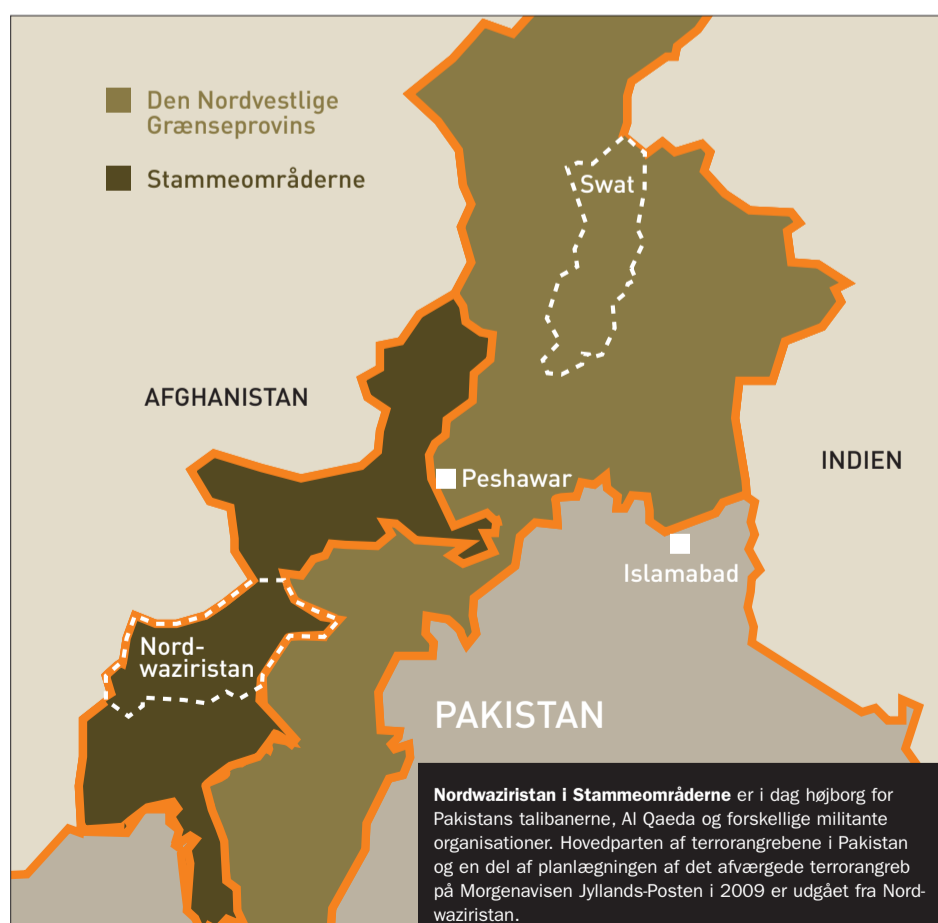 Den Nordvestlige
Grænseprovins
Stammeområderne
Swat
AFGHANISTAN
INDIEN
Peshawar
Islamabad
Nord-
waziristan
PAKISTAN
Nordwaziristan i Stammeområderne er i dag højborg for
Pakistans talibanerne, Al Qaeda og forskellige militante
organisationer. Hovedparten af terrorangrebene i Pakistan
og en del af planlægningen af det afværgede terrorangreb
på Morgenavisen Jyllands-Posten i 2009 er udgået fra Nord-
waziristan.